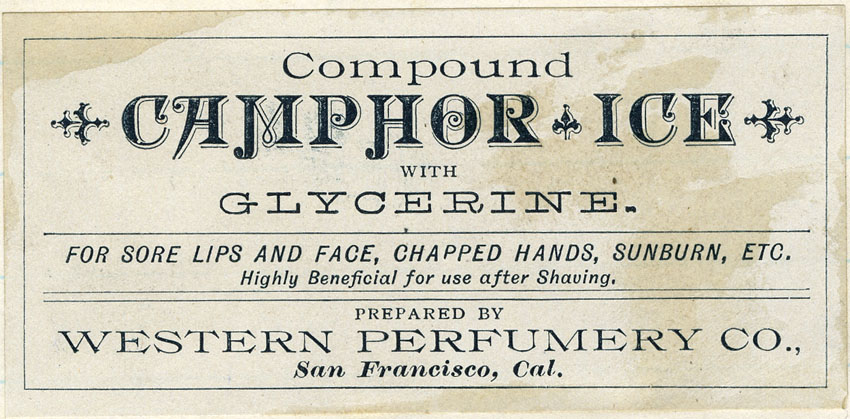 Compound
CAMPHOR ICE
WITH
GLYCERINE.
FOR SORE LIPS AND FACE, CHAPPED HANDS, SUNBURN, ETC.
Highly Beneficial for use after Shaving.
PREPARED BY
WESTERN PERFUMERY CO.,
San Francisco, Cal.